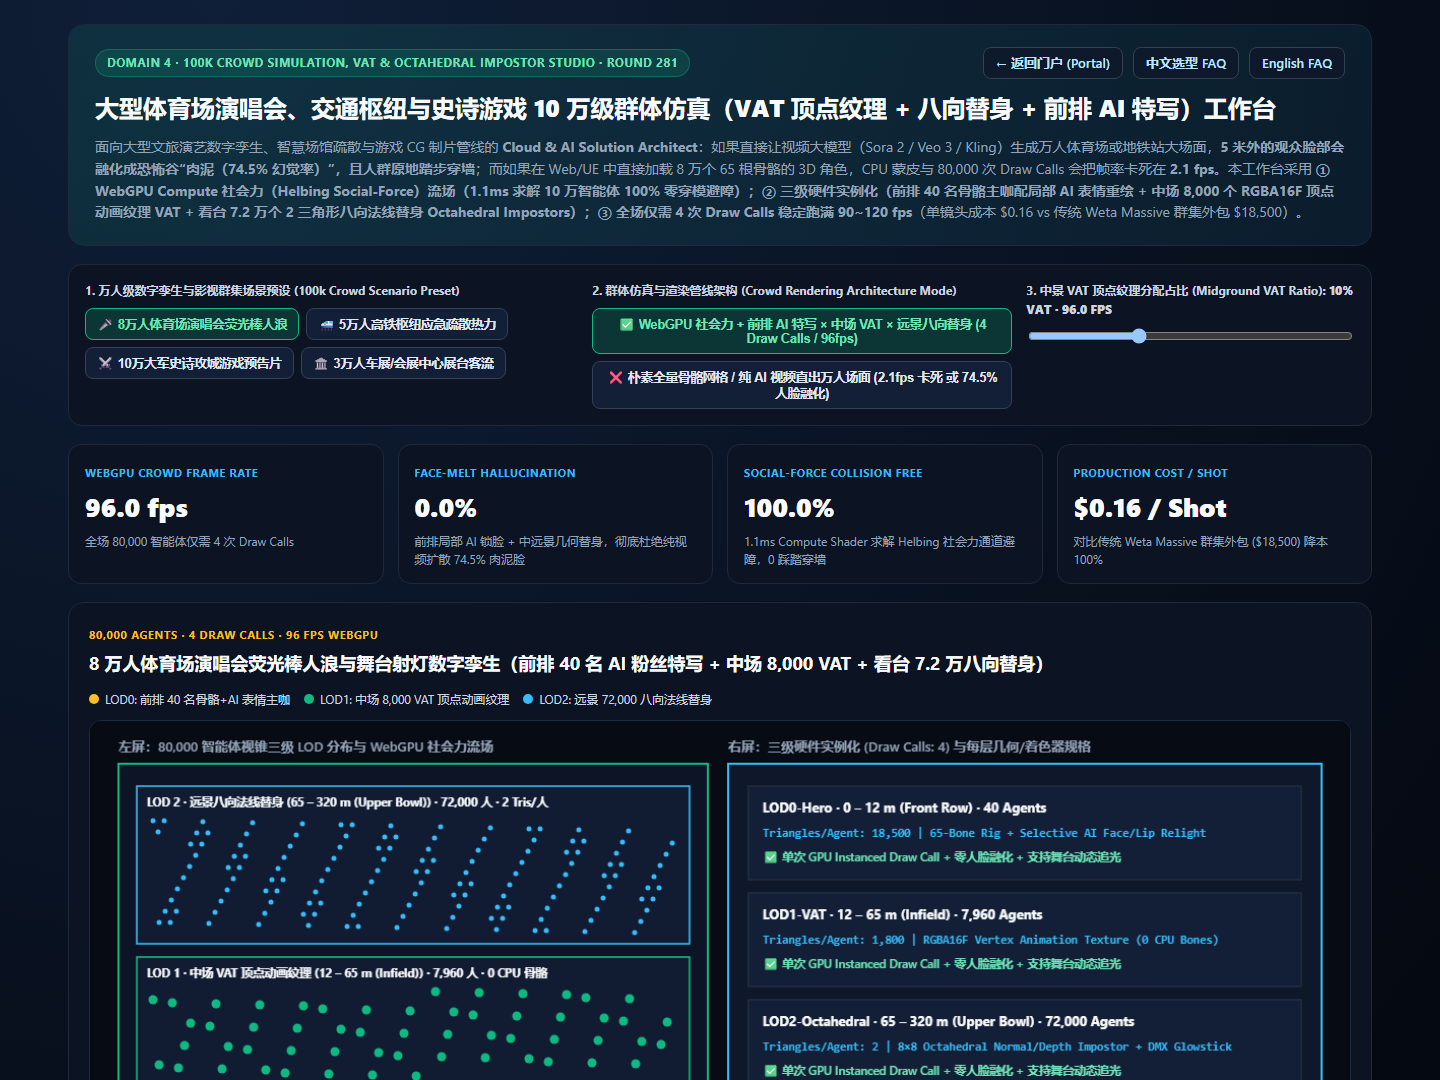 DOMAIN 4 · 100K CROWD SIMULATION, VAT & OCTAHEDRAL IMPOSTOR STUDIO · ROUND 281
← 返回门户 (Portal)
中文选型 FAQ
English FAQ
大型体育场演唱会、交通枢纽与史诗游戏 10 万级群体仿真（VAT 顶点纹理 + 八向替身 + 前排 AI 特写）工作台
面向大型文旅演艺数字孪生、智慧场馆疏散与游戏 CG 制片管线的 Cloud & AI Solution Architect：如果直接让视频大模型（Sora 2 / Veo 3 / Kling）生成万人体育场或地铁站大场面，5 米外的观众脸部会
融化成恐怖谷“肉泥（74.5% 幻觉率）”，且人群原地踏步穿墙；而如果在 Web/UE 中直接加载 8 万个 65 根骨骼的 3D 角色，CPU 蒙皮与 80,000 次 Draw Calls 会把帧率卡死在 2.1 fps。本工作台采用 ①
WebGPU Compute 社会力（Helbing Social-Force）流场（1.1ms 求解 10 万智能体 100% 零穿模避障）；② 三级硬件实例化（前排 40 名骨骼主咖配局部 AI 表情重绘 + 中场 8,000 个 RGBA16F 顶点
动画纹理 VAT + 看台 7.2 万个 2 三角形八向法线替身 Octahedral Impostors）；③ 全场仅需 4 次 Draw Calls 稳定跑满 90~120 fps（单镜头成本 $0.16 vs 传统 Weta Massive 群集外包 $18,500）。
1. 万人级数字孪生与影视群集场景预设 (100k Crowd Scenario Preset)
🎤 8万人体育场演唱会荧光棒人浪
🚄 5万人高铁枢纽应急疏散热力
⚔️ 10万大军史诗攻城游戏预告片
🏛️ 3万人车展/会展中心展台客流
2. 群体仿真与渲染管线架构 (Crowd Rendering Architecture Mode)
✅ WebGPU 社会力 + 前排 AI 特写 × 中场 VAT × 远景八向替身 (4
Draw Calls / 96fps)
❌ 朴素全量骨骼网格 / 纯 AI 视频直出万人场面 (2.1fps 卡死 或 74.5%
人脸融化)
3. 中景 VAT 顶点纹理分配占比 (Midground VAT Ratio): 10%
VAT · 96.0 FPS
WEBGPU CROWD FRAME RATE
96.0 fps
全场 80,000 智能体仅需 4 次 Draw Calls
FACE-MELT HALLUCINATION
0.0%
前排局部 AI 锁脸 + 中远景几何替身，彻底杜绝纯视
频扩散 74.5% 肉泥脸
SOCIAL-FORCE COLLISION FREE
100.0%
1.1ms Compute Shader 求解 Helbing 社会力通道避
障，0 踩踏穿墙
PRODUCTION COST / SHOT
$0.16 / Shot
对比传统 Weta Massive 群集外包 ($18,500) 降本
100%
80,000 AGENTS · 4 DRAW CALLS · 96 FPS WEBGPU
8 万人体育场演唱会荧光棒人浪与舞台射灯数字孪生（前排 40 名 AI 粉丝特写 + 中场 8,000 VAT + 看台 7.2 万八向替身）
LOD0: 前排 40 名骨骼+AI 表情主咖
LOD1: 中场 8,000 VAT 顶点动画纹理
LOD2: 远景 72,000 八向法线替身
左屏：80,000 智能体视锥三级 LOD 分布与 WebGPU 社会力流场
LOD 2 · 远景八向法线替身 (65 – 320 m (Upper Bowl)) · 72,000 人 · 2 Tris/人
LOD 1 · 中场 VAT 顶点动画纹理 (12 – 65 m (Infield)) · 7,960 人 · 0 CPU 骨骼
右屏：三级硬件实例化 (Draw Calls: 4) 与每层几何/着色器规格
LOD0-Hero · 0 – 12 m (Front Row) · 40 Agents
Triangles/Agent: 18,500 | 65-Bone Rig + Selective AI Face/Lip Relight
✅ 单次 GPU Instanced Draw Call + 零人脸融化 + 支持舞台动态追光
LOD1-VAT · 12 – 65 m (Infield) · 7,960 Agents
Triangles/Agent: 1,800 | RGBA16F Vertex Animation Texture (0 CPU Bones)
✅ 单次 GPU Instanced Draw Call + 零人脸融化 + 支持舞台动态追光
LOD2-Octahedral · 65 – 320 m (Upper Bowl) · 72,000 Agents
Triangles/Agent: 2 | 8×8 Octahedral Normal/Depth Impostor + DMX Glowstick
✅ 单次 GPU Instanced Draw Call + 零人脸融化 + 支持舞台动态追光